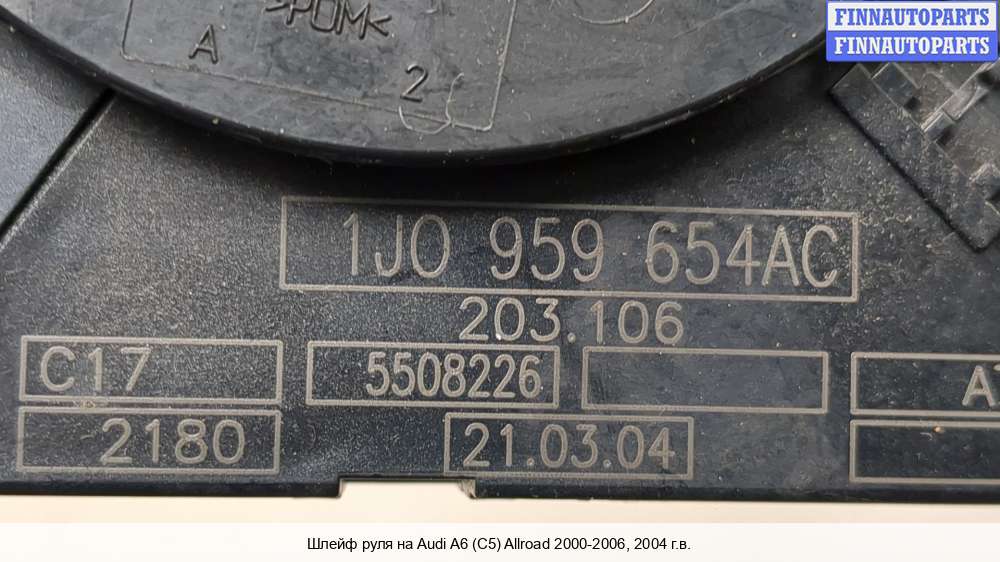 >POM<
A
2
FINNAUTOPARTS
FINNAUTOPARTS
1J0 959 654AC
203.106
C17
5508226
2180
21.03.04
Шлейф руля на Audi A6 (C5) Allroad 2000-2006, 2004 г.в.